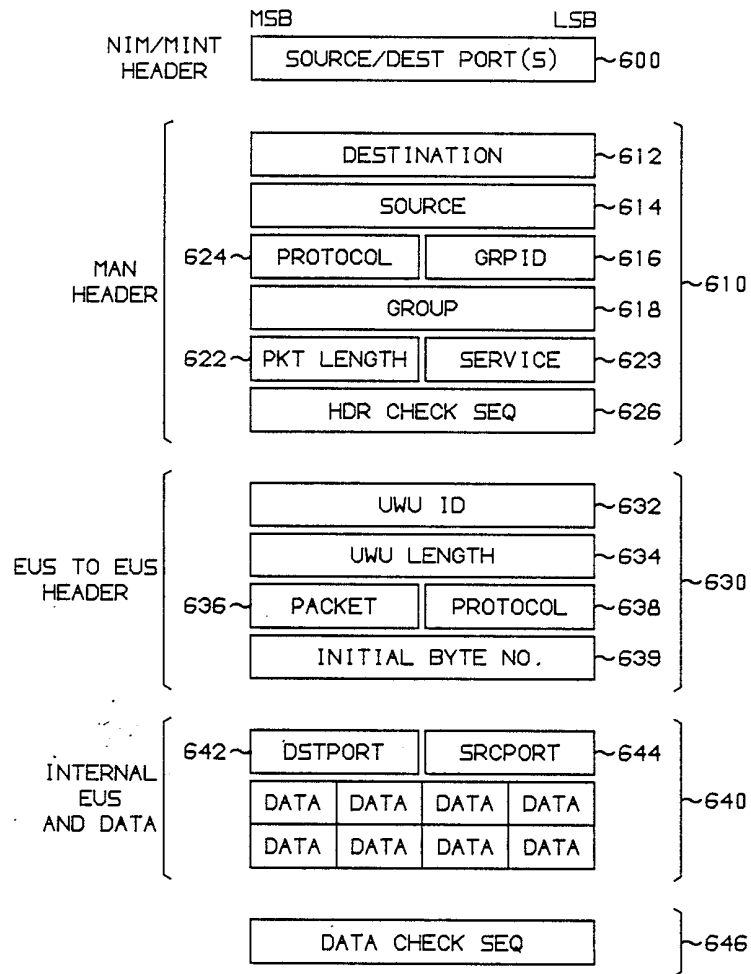 MSB LSB
NIM/MINT
HEADER
SOURCE/DEST PORT(S) ~600
DESTINATION ~612
SOURCE ~614
624~ PROTOCOL GRPID ~616
MAN
HEADER
~610
GROUP ~618
622~ PKT LENGTH SERVICE ~623
HDR CHECK SEQ ~626
UWU ID ~632
UWU LENGTH ~634
EUS TO EUS
HEADER
~630
636~ PACKET PROTOCOL ~638
INITIAL BYTE NO. ~639
642~ DSTPORT SRCPORT ~644
INTERNAL
EUS
AND DATA
~640
DATA DATA DATA DATA
DATA DATA DATA DATA
DATA CHECK SEQ ~646